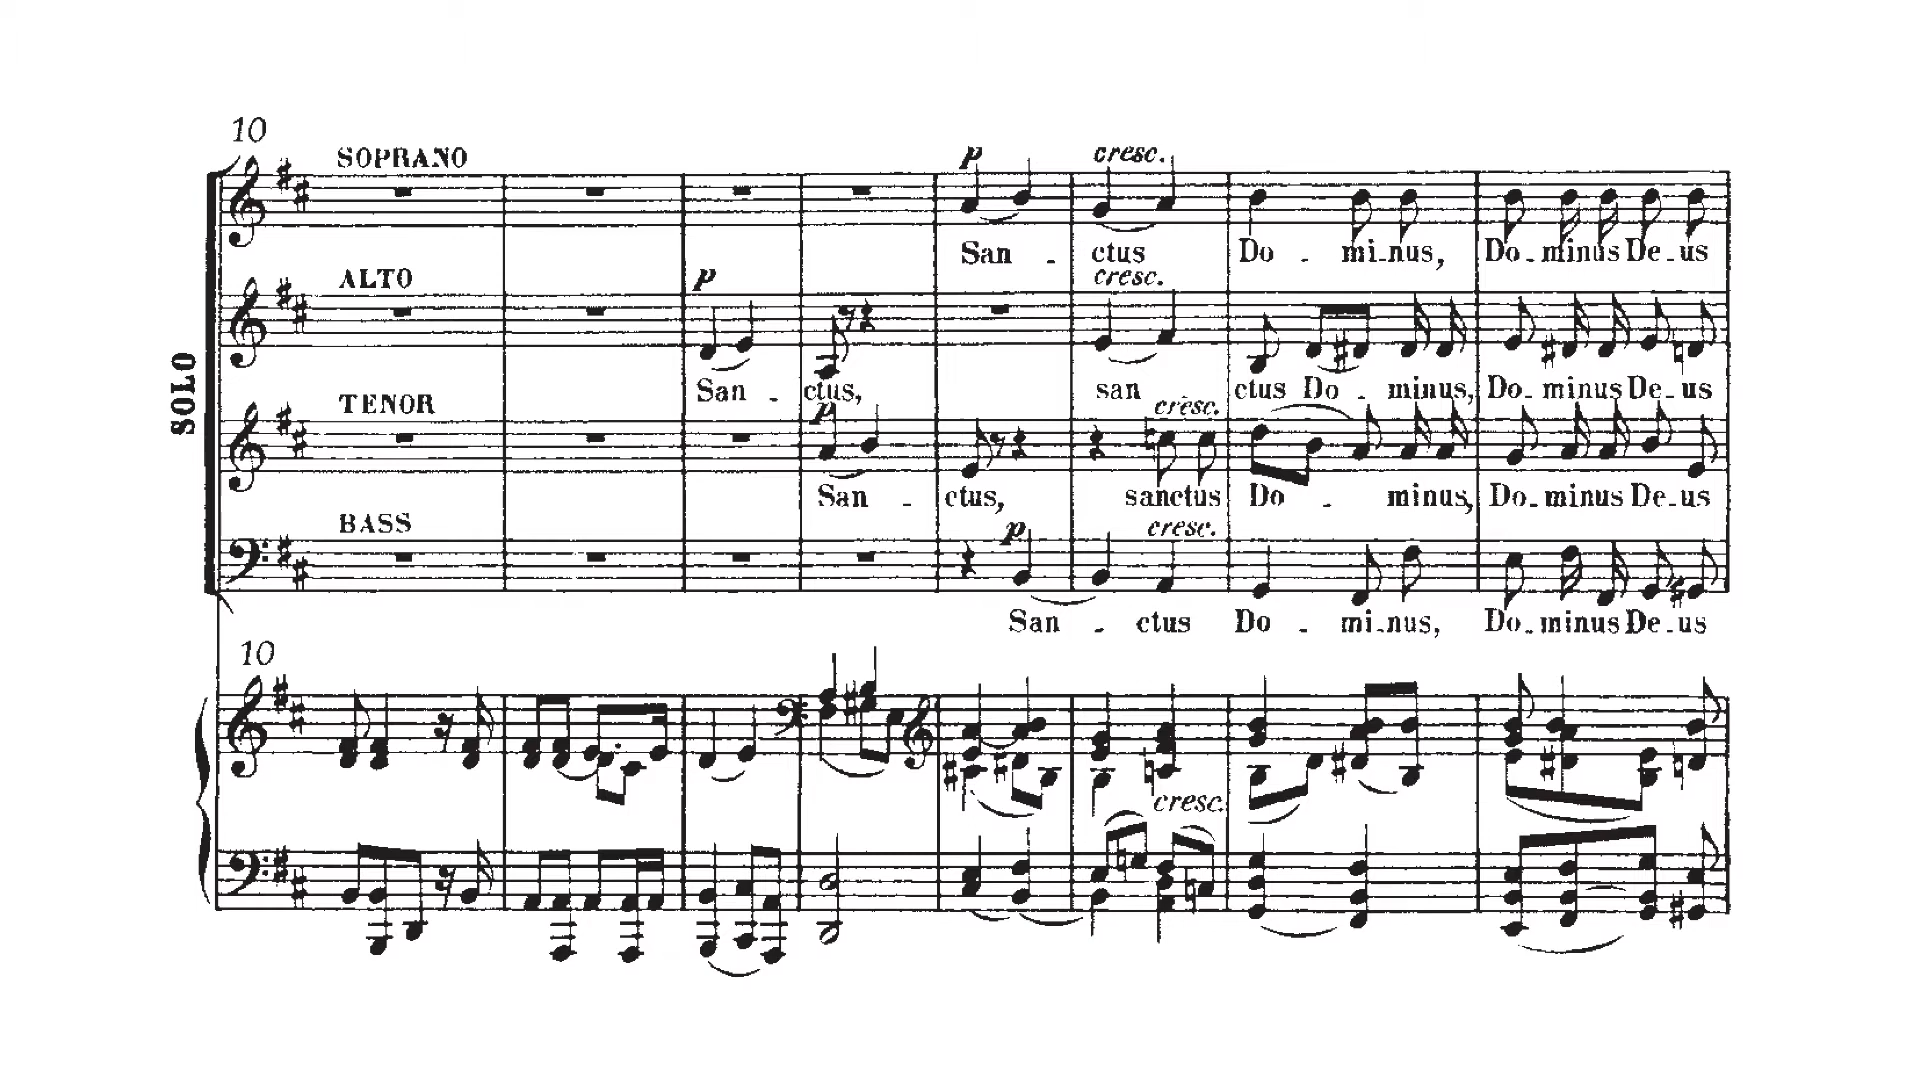 10
SOPRANO
p cresc.
San - ctus Do - mi-nus, Do-minus De-us
ALTO
p cresc.
San - ctus, san ctus Do - minus, Do-minus De-us
SOLO
TENOR
p cresc.
San - ctus, sanctus Do - minus, Do-minus De-us
BASS
p cresc.
San - ctus Do - mi-nus, Do-minus De-us
10
cresc.